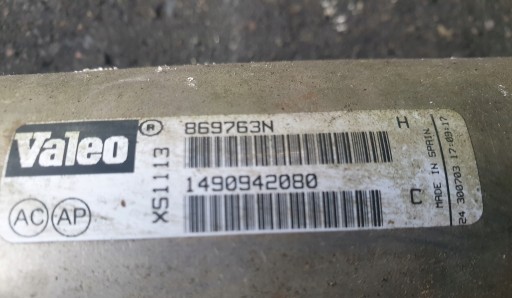 Valeo ®
869763N
H
XS1113
1490942080
C
AC AP
MADE IN SPAIN
24 300703 17:09:17